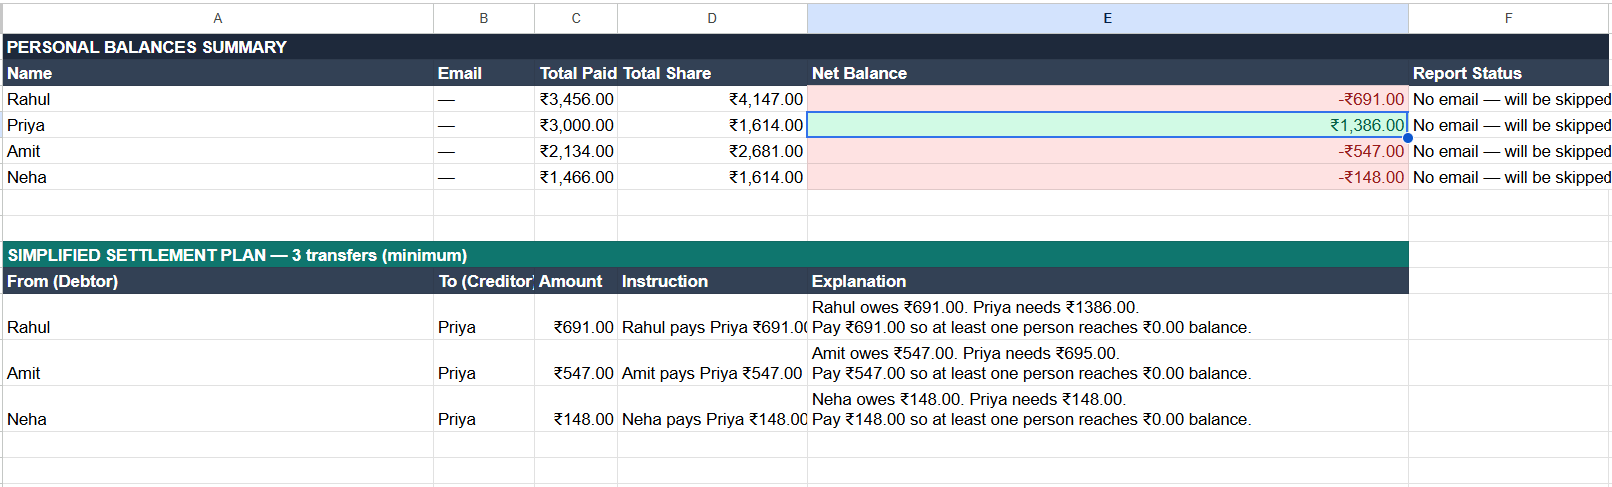 A B C D E F
PERSONAL BALANCES SUMMARY
Name Email Total Paid Total Share Net Balance Report Status
Rahul — ₹3,456.00 ₹4,147.00 -₹691.00 No email — will be skipped
Priya — ₹3,000.00 ₹1,614.00 ₹1,386.00 No email — will be skipped
Amit — ₹2,134.00 ₹2,681.00 -₹547.00 No email — will be skipped
Neha — ₹1,466.00 ₹1,614.00 -₹148.00 No email — will be skipped
SIMPLIFIED SETTLEMENT PLAN — 3 transfers (minimum)
From (Debtor) To (Creditor) Amount Instruction Explanation
Rahul owes ₹691.00. Priya needs ₹1386.00.
Rahul Priya ₹691.00 Rahul pays Priya ₹691.00 Pay ₹691.00 so at least one person reaches ₹0.00 balance.
Amit owes ₹547.00. Priya needs ₹695.00.
Amit Priya ₹547.00 Amit pays Priya ₹547.00 Pay ₹547.00 so at least one person reaches ₹0.00 balance.
Neha owes ₹148.00. Priya needs ₹148.00.
Neha Priya ₹148.00 Neha pays Priya ₹148.00 Pay ₹148.00 so at least one person reaches ₹0.00 balance.